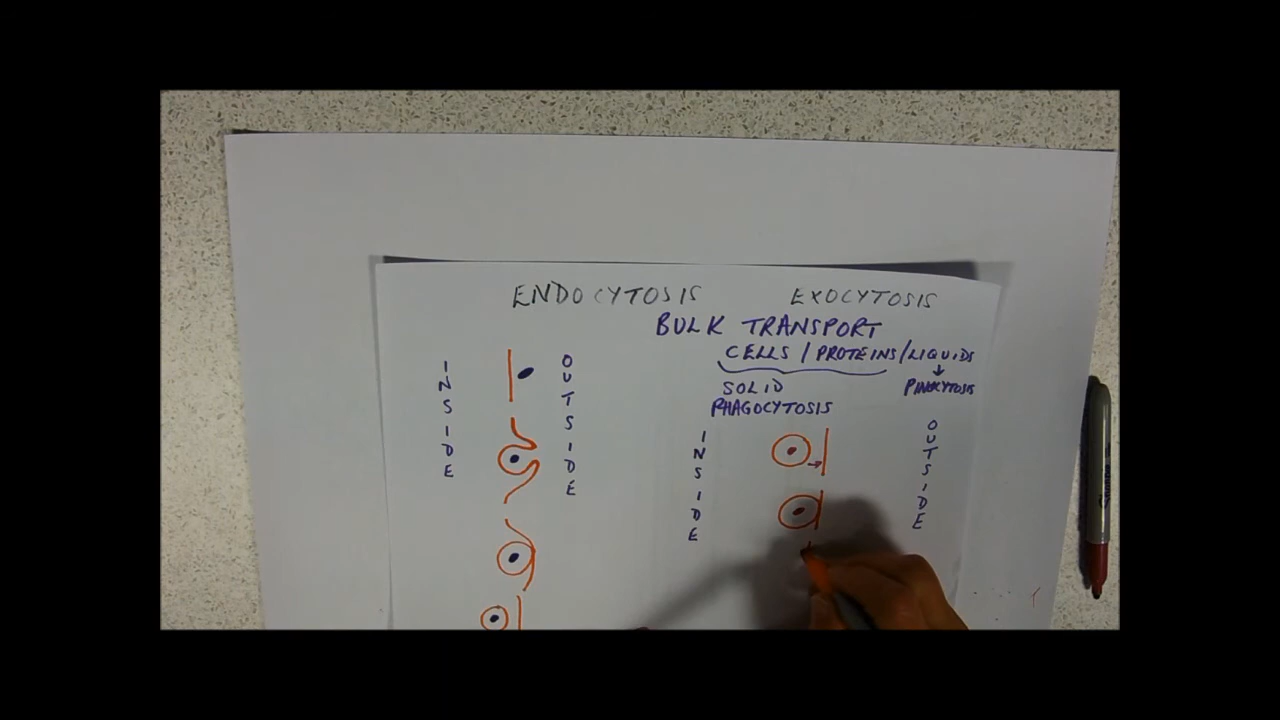 ENDOCYTOSIS EXOCYTOSIS
BULK TRANSPORT
CELLS / PROTEINS / LIQUIDS
SOLID
PHAGOCYTOSIS
PINOCYTOSIS
INSIDE
OUTSIDE
INSIDE
OUTSIDE